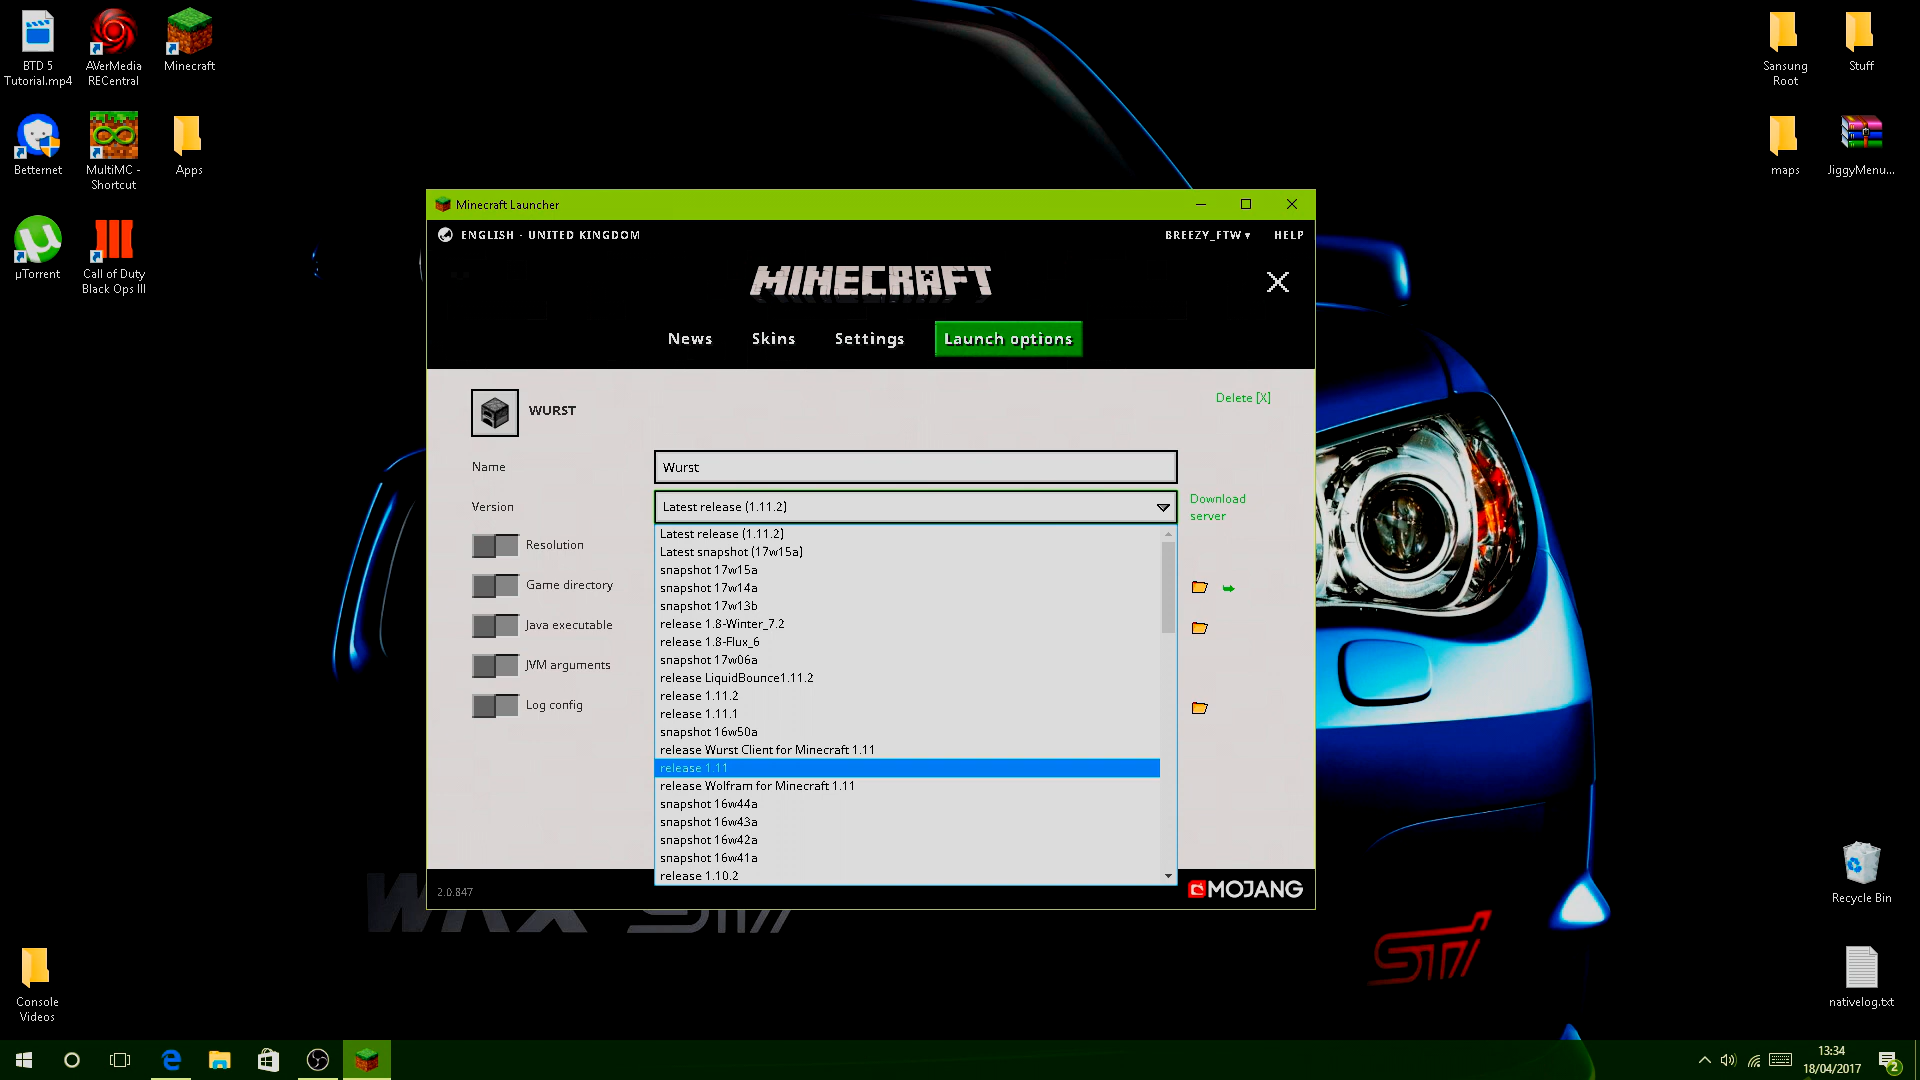 BTD 5
Tutorial.mp4
AVerMedia
RECentral
Minecraft
Betternet
MultiMC -
Shortcut
Apps
µTorrent
Call of Duty
Black Ops III
Sansung
Root
Stuff
maps
JiggyMenu...
Minecraft Launcher
ENGLISH - UNITED KINGDOM
BREEZY_FTW
HELP
MINECRAFT
News
Skins
Settings
Launch options
WURST
Delete [X]
Name
Wurst
Version
Latest release (1.11.2)
Download
server
Resolution
Game directory
Java executable
JVM arguments
Log config
Latest release (1.11.2)
Latest snapshot (17w15a)
snapshot 17w15a
snapshot 17w14a
snapshot 17w13b
release 1.8-Winter_7.2
release 1.8-Flux_6
snapshot 17w06a
release LiquidBounce1.11.2
release 1.11.2
release 1.11.1
snapshot 16w50a
release Wurst Client for Minecraft 1.11
release 1.11
release Wolfram for Minecraft 1.11
snapshot 16w44a
snapshot 16w43a
snapshot 16w42a
snapshot 16w41a
release 1.10.2
2.0.847
MOJANG
WRX STI
STI
Recycle Bin
nativelog.txt
Console
Videos
13:34
18/04/2017
2